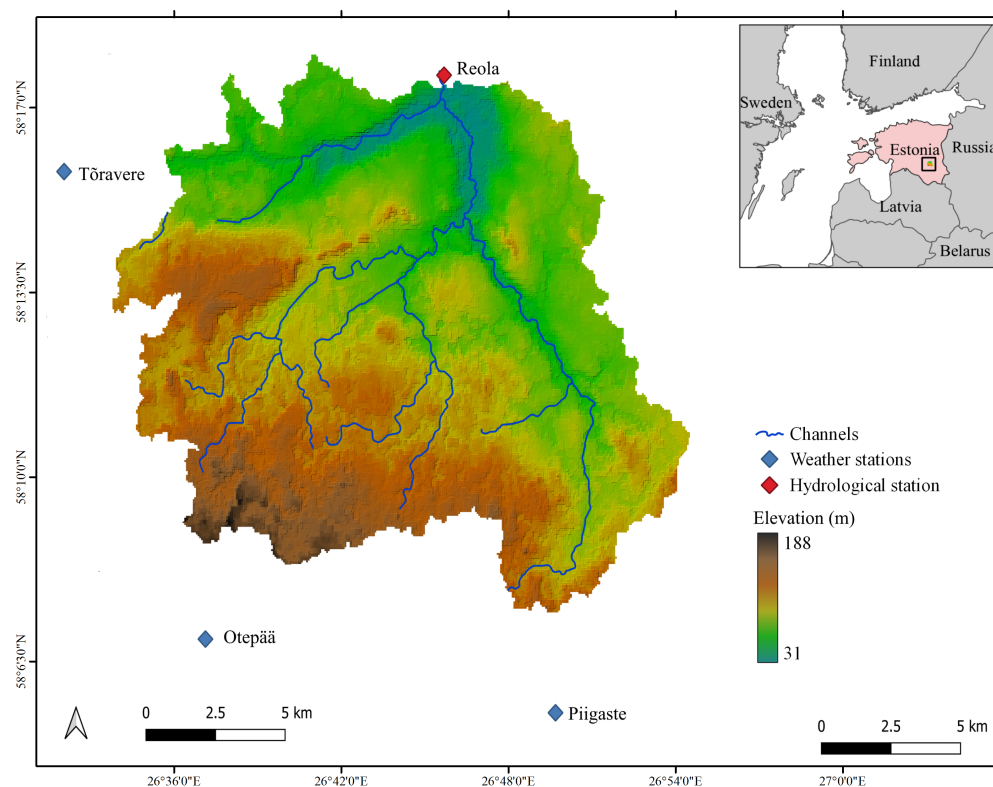 Reola
58°17'0"N
Tõravere
Finland
Sweden
Estonia
Russia
Latvia
Belarus
58°13'30"N
58°10'0"N
Channels
Weather stations
Hydrological station
Elevation (m)
188
31
58°6'30"N
Otepää
Piigaste
0 2.5 5 km
0 2.5 5 km
26°36'0"E 26°42'0"E 26°48'0"E 26°54'0"E 27°0'0"E